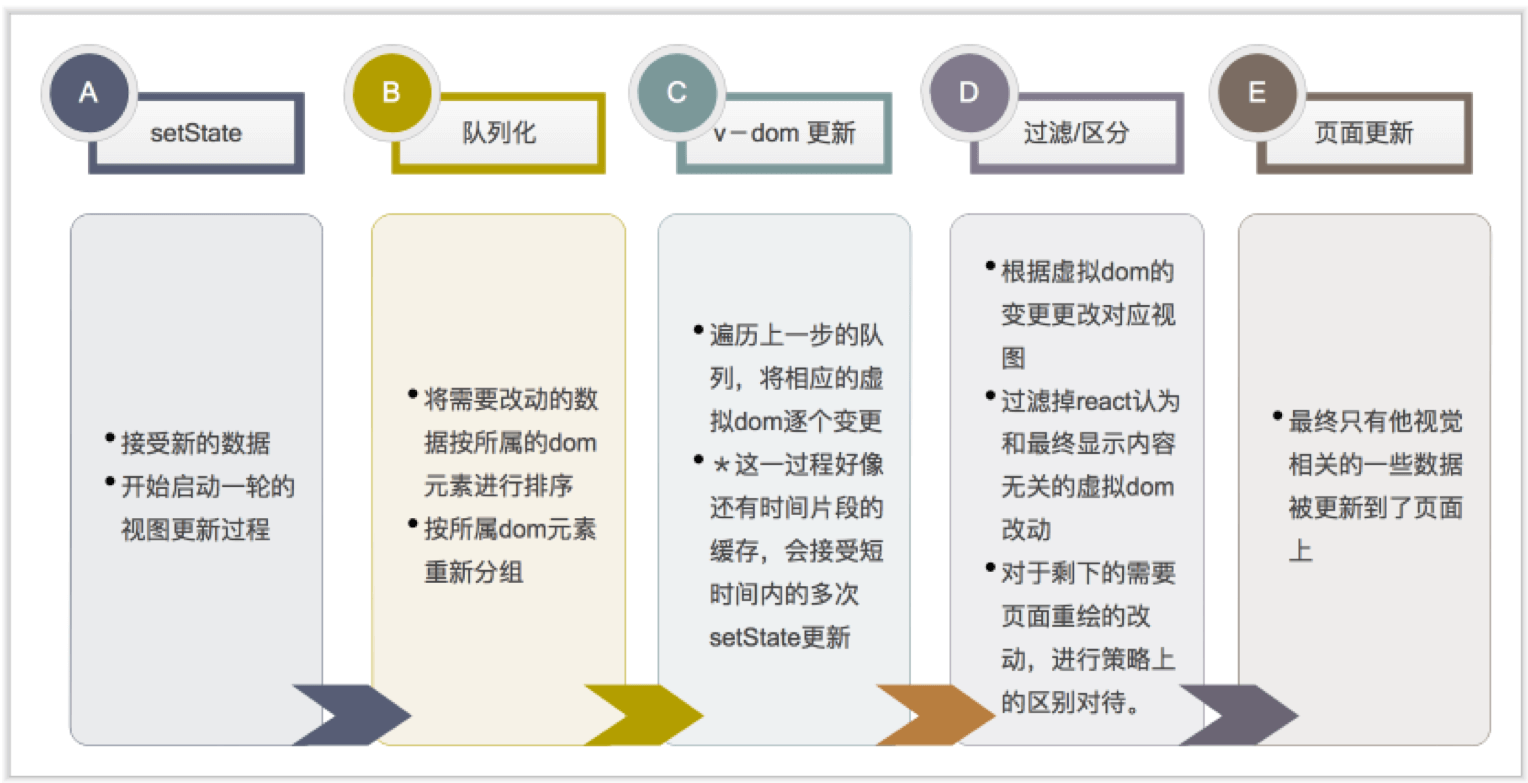 A
setState
B
队列化
C
v－dom 更新
D
过滤/区分
E
页面更新
• 接受新的数据
• 开始启动一轮的
视图更新过程
• 将需要改动的数
据按所属的dom
元素进行排序
• 按所属dom元素
重新分组
• 遍历上一步的队
列，将相应的虚
拟dom逐个变更
• ＊这一过程好像
还有时间片段的
缓存，会接受短
时间内的多次
setState更新
• 根据虚拟dom的
变更更改对应视
图
• 过滤掉react认为
和最终显示内容
无关的虚拟dom
改动
• 对于剩下的需要
页面重绘的改
动，进行策略上
的区别对待。
• 最终只有他视觉
相关的一些数据
被更新到了页面
上